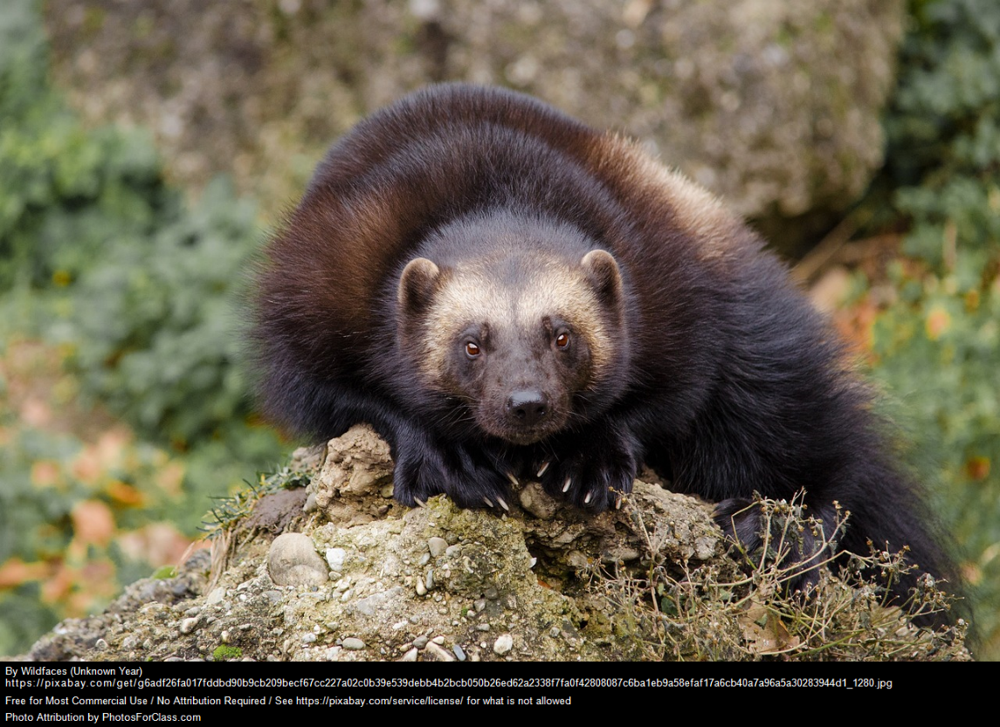 By Wildfaces (Unknown Year)
https://pixabay.com/get/g6adf26fa017fddbd90b9cb209becf67cc227a02c0b39e539debb4b2bcb050b26ed62a2338f7fa0f42808087c6ba1eb9a58efaf17a6cb40a7a96a5a30283944d1_1280.jpg
Free for Most Commercial Use / No Attribution Required / See https://pixabay.com/service/license/ for what is not allowed
Photo Attribution by PhotosForClass.com